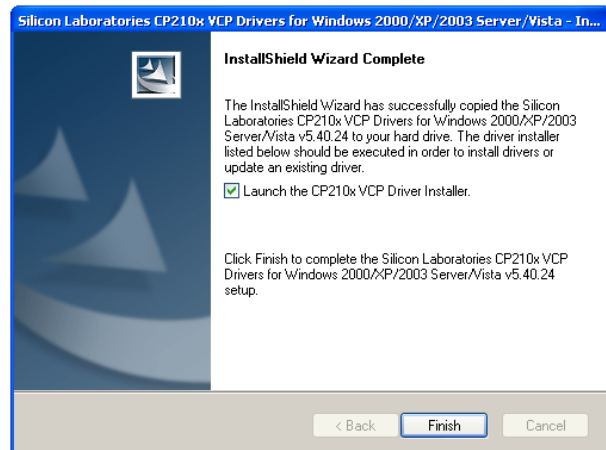 Silicon Laboratories CP210x VCP Drivers for Windows 2000/XP/2003 Server/Vista - In...
InstallShield Wizard Complete
The InstallShield Wizard has successfully copied the Silicon
Laboratories CP210x VCP Drivers for Windows 2000/XP/2003
Server/Vista v5.40.24 to your hard drive. The driver installer
listed below should be executed in order to install drivers or
update an existing driver.
Launch the CP210x VCP Driver Installer.
Click Finish to complete the Silicon Laboratories CP210x VCP
Drivers for Windows 2000/XP/2003 Server/Vista v5.40.24
setup.
< Back Finish Cancel